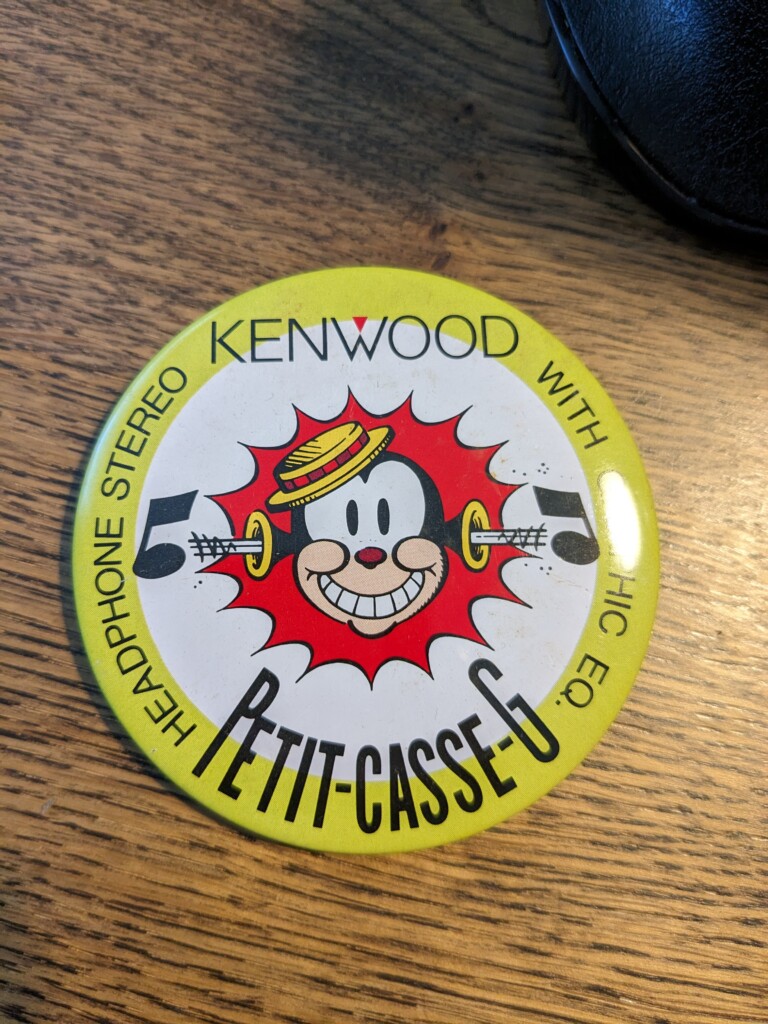 KENWOOD
HEADPHONE STEREO
WITH
EQ.
PETIT-CASSE-G